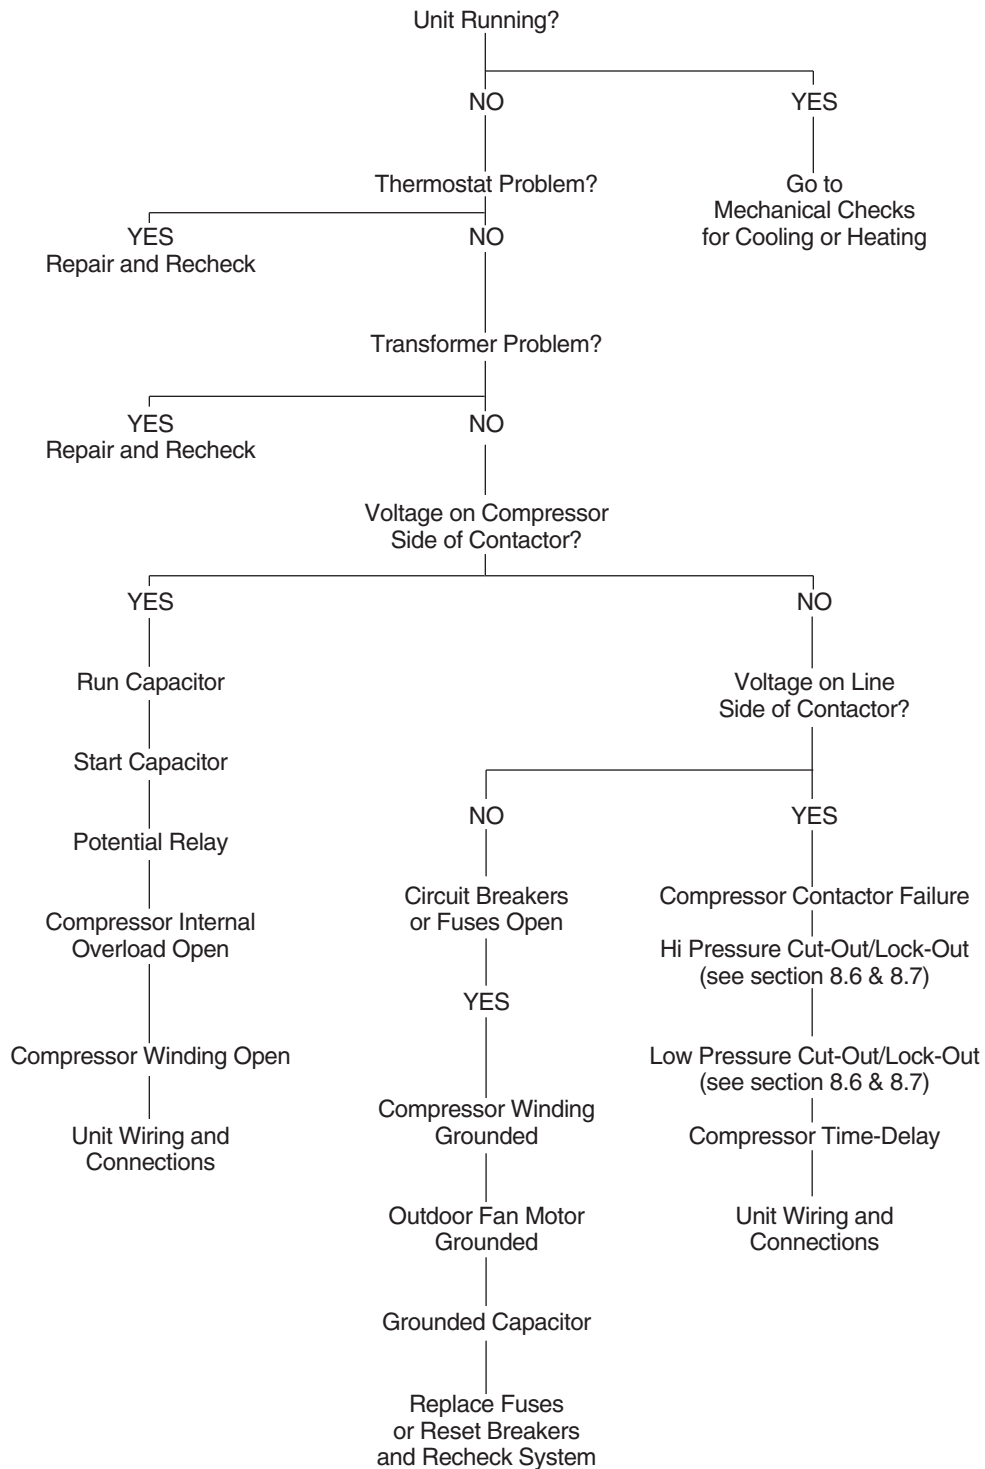 Unit Running?
NO
YES
Thermostat Problem?
Go to
Mechanical Checks
for Cooling or Heating
YES
Repair and Recheck
NO
Transformer Problem?
YES
Repair and Recheck
NO
Voltage on Compressor
Side of Contactor?
YES
NO
Run Capacitor
Start Capacitor
Potential Relay
Compressor Internal
Overload Open
Compressor Winding Open
Unit Wiring and
Connections
Voltage on Line
Side of Contactor?
NO
YES
Circuit Breakers
or Fuses Open
YES
Compressor Winding
Grounded
Outdoor Fan Motor
Grounded
Grounded Capacitor
Replace Fuses
or Reset Breakers
and Recheck System
Compressor Contactor Failure
Hi Pressure Cut-Out/Lock-Out
(see section 8.6 & 8.7)
Low Pressure Cut-Out/Lock-Out
(see section 8.6 & 8.7)
Compressor Time-Delay
Unit Wiring and
Connections